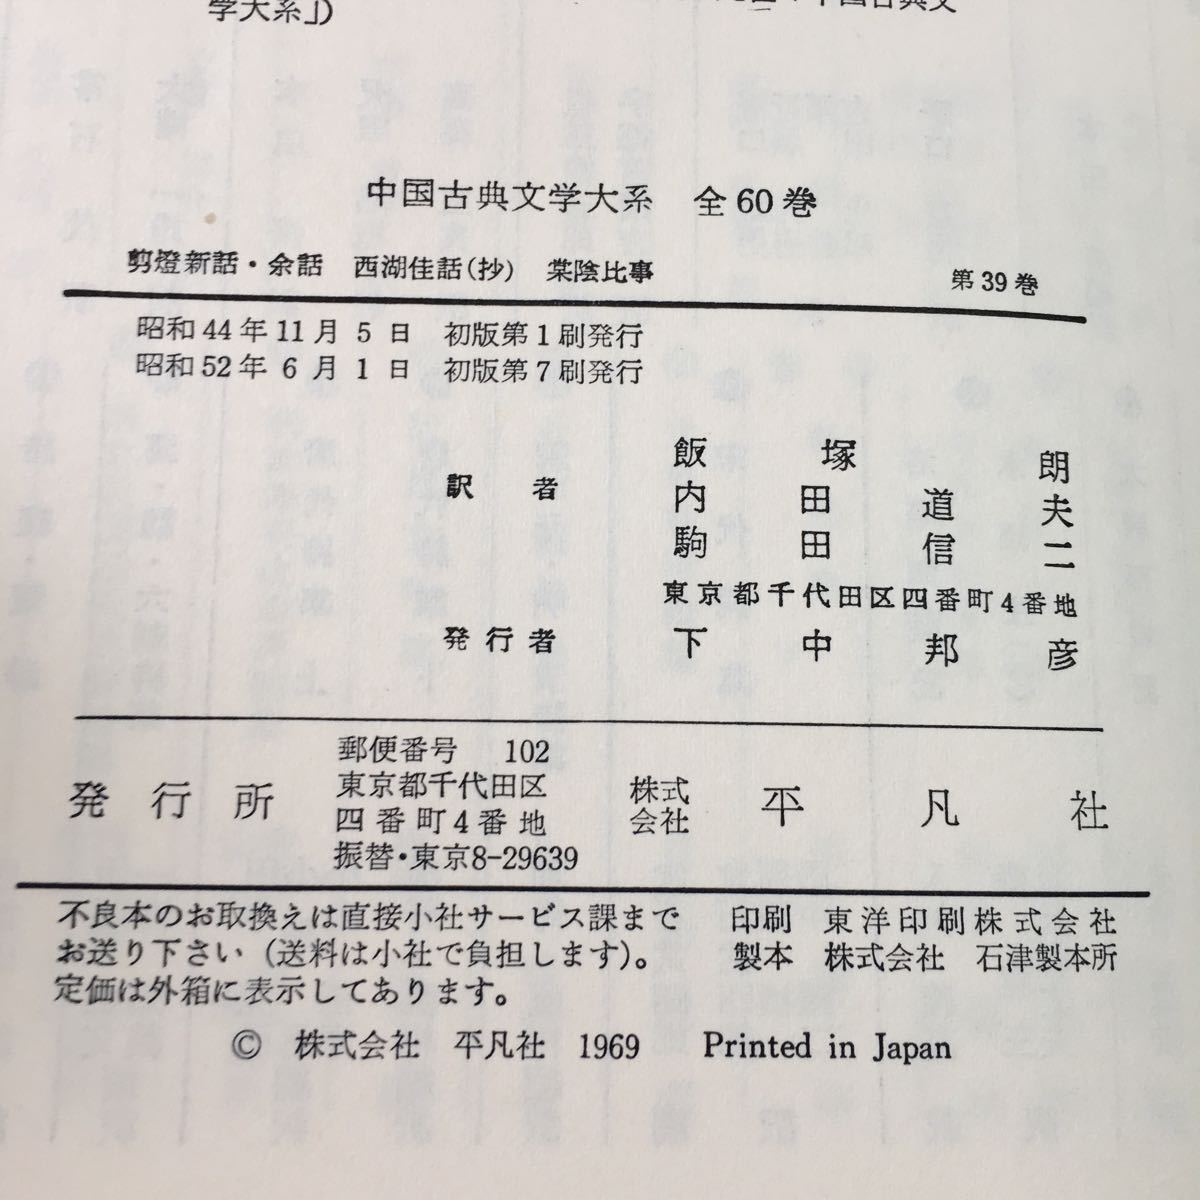 中国古典文
学大系」）
中国古典文学大系 全60巻
剪燈新話・余話 西湖佳話（抄） 棠陰比事 第39巻
昭和44年11月5日 初版第1刷発行
昭和52年6月1日 初版第7刷発行
訳者 飯塚朗
内田道夫
駒田信二
東京都千代田区四番町4番地
発行者 下中邦彦
発行所
郵便番号 102
東京都千代田区
四番町4番地
振替・東京8-29639
株式会社 平凡社
不良本のお取換えは直接小社サービス課まで
お送り下さい（送料は小社で負担します）。
定価は外箱に表示してあります。
印刷 東洋印刷株式会社
製本 株式会社 石津製本所
© 株式会社 平凡社 1969 Printed in Japan